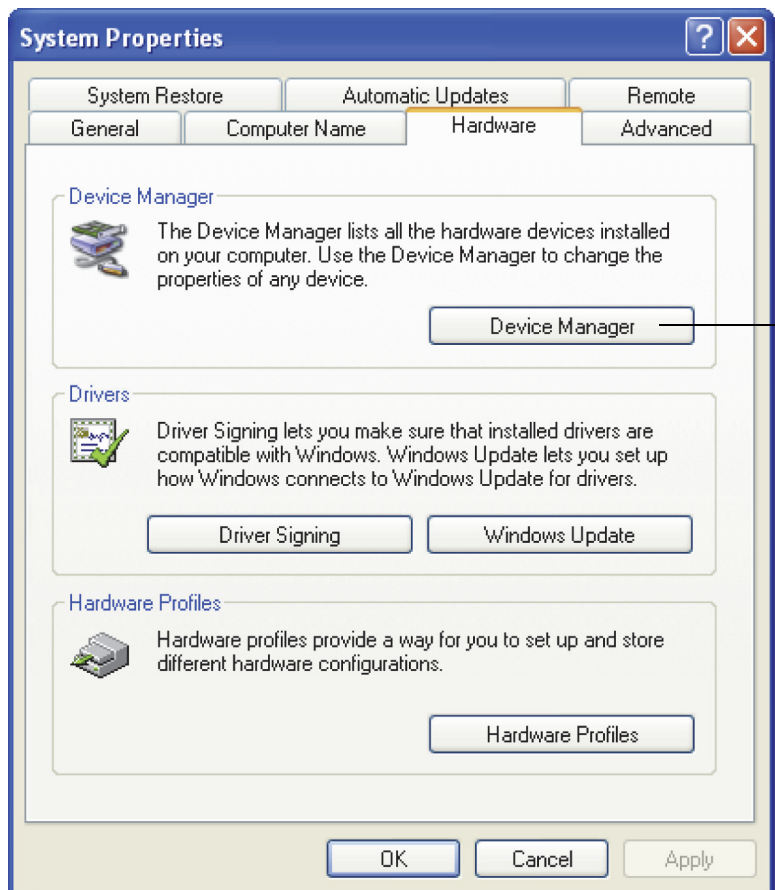 System Properties
System Restore Automatic Updates Remote
General Computer Name Hardware Advanced
Device Manager
The Device Manager lists all the hardware devices installed
on your computer. Use the Device Manager to change the
properties of any device.
Device Manager
Drivers
Driver Signing lets you make sure that installed drivers are
compatible with Windows. Windows Update lets you set up
how Windows connects to Windows Update for drivers.
Driver Signing Windows Update
Hardware Profiles
Hardware profiles provide a way for you to set up and store
different hardware configurations.
Hardware Profiles
OK Cancel Apply